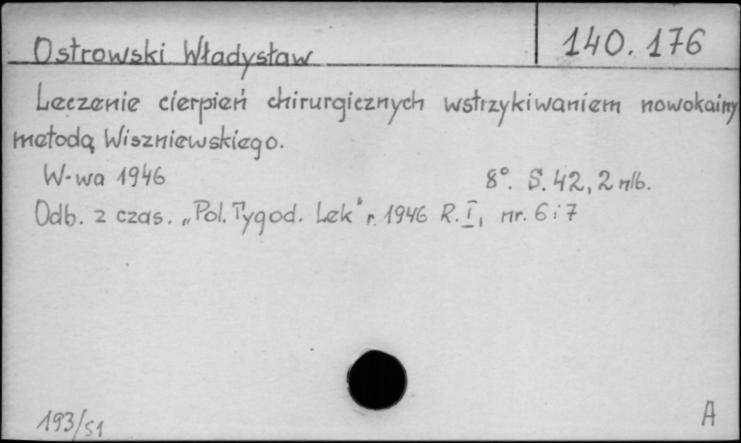 Ostrowski Władysław 140.176
Leczenie cierpień chirurgicznych wstrzykiwaniem nowokainy
metodą Wiszniewskiego.
W-wa 1946 8°. S. 42, 2 nlb.
Odb. z czas. „Pol. Tygod. Lek" r. 1946 R. I, nr. 6 i 7
193/51 A